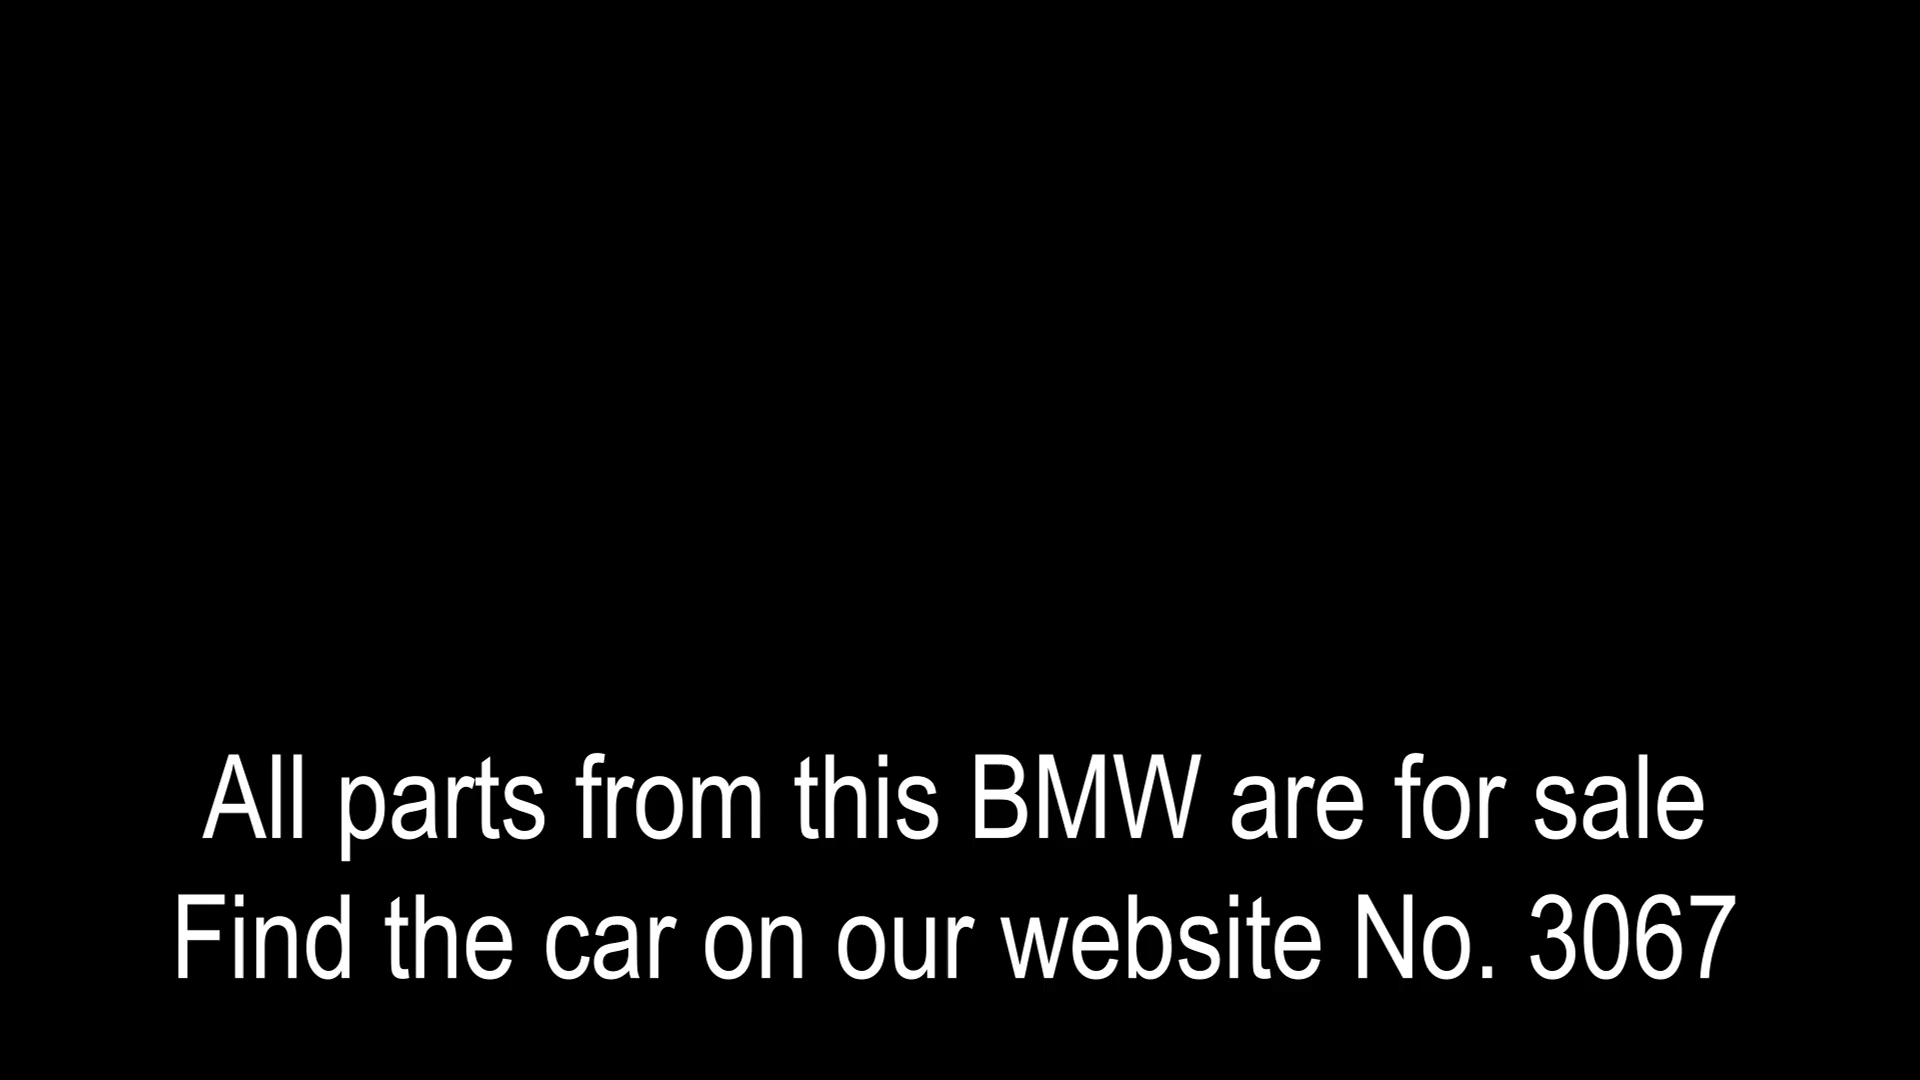 All parts from this BMW are for sale
Find the car on our website No. 3067